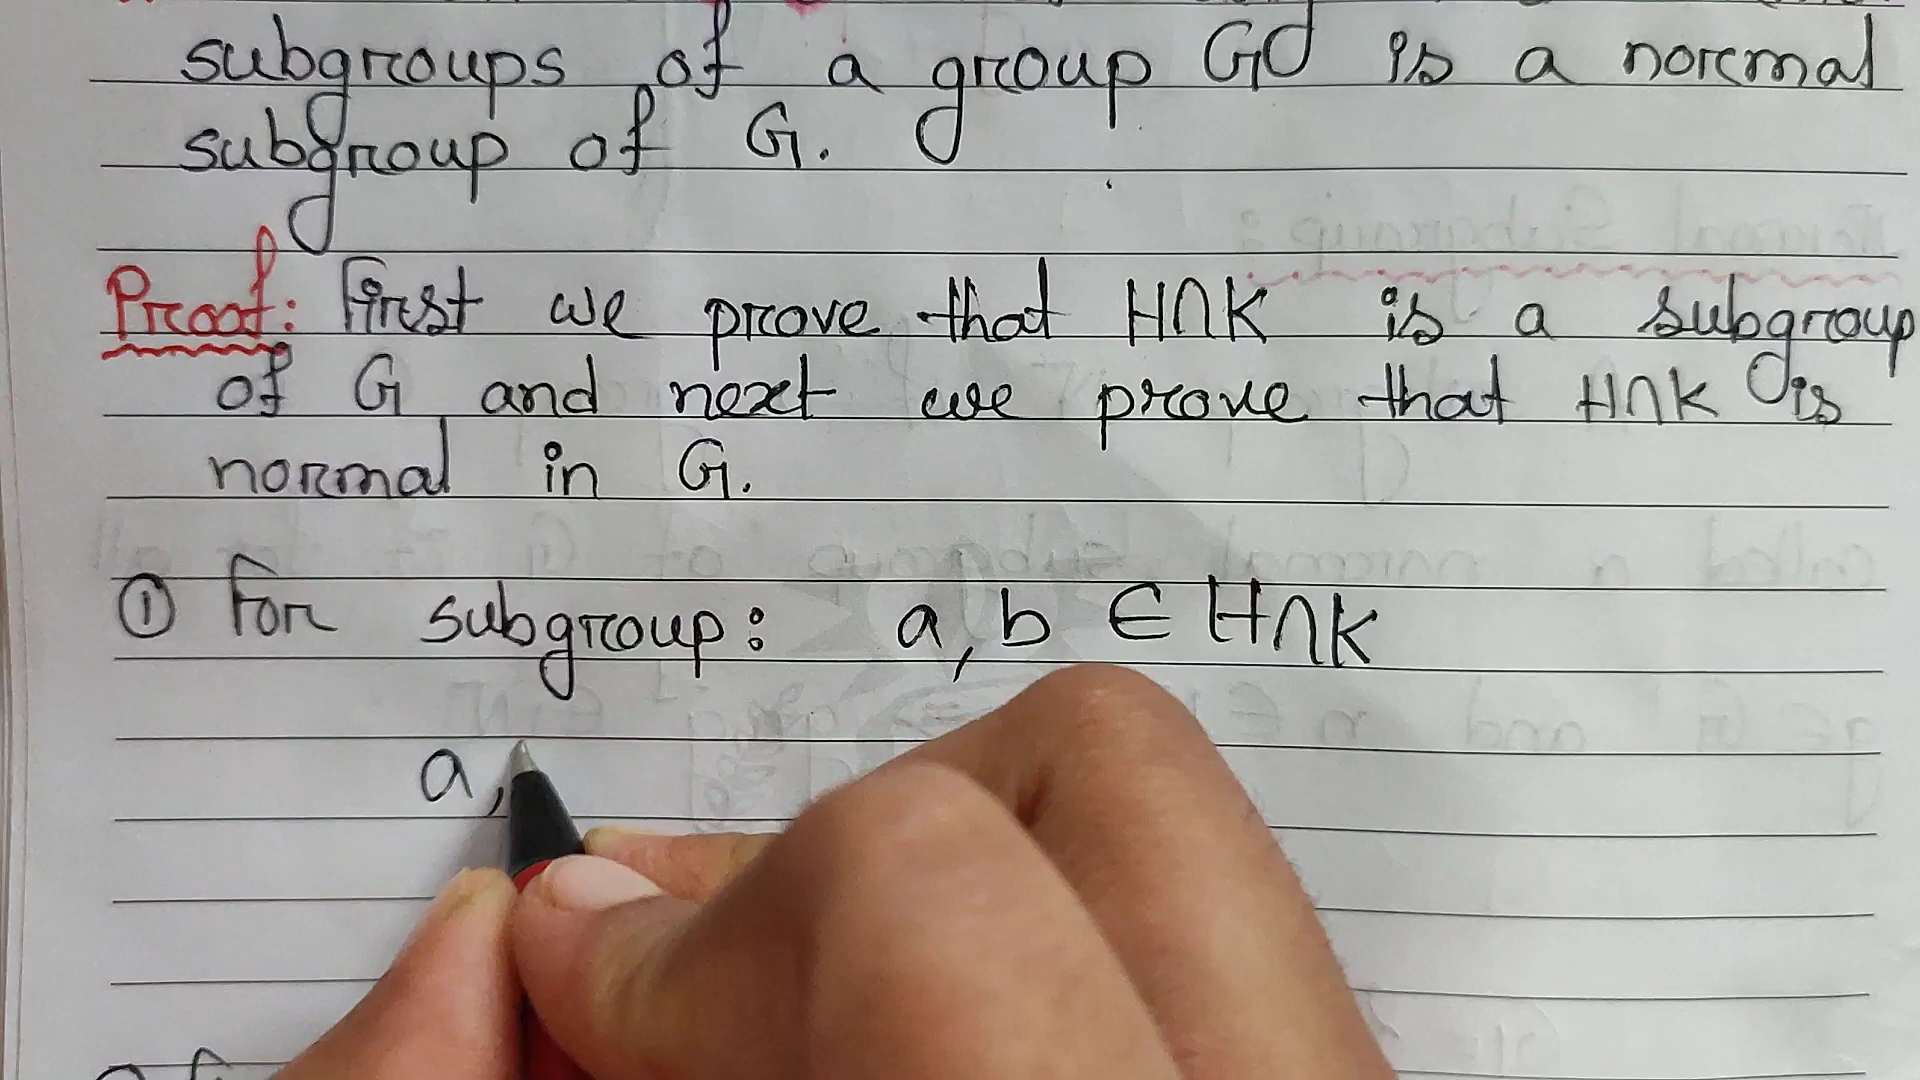 subgroups of a group G is a normal
subgroup of G.
Proof: First we prove that H∩K is a subgroup
of G and next we prove that H∩K is
normal in G.
① For subgroup: a, b ∈ H∩K
a,